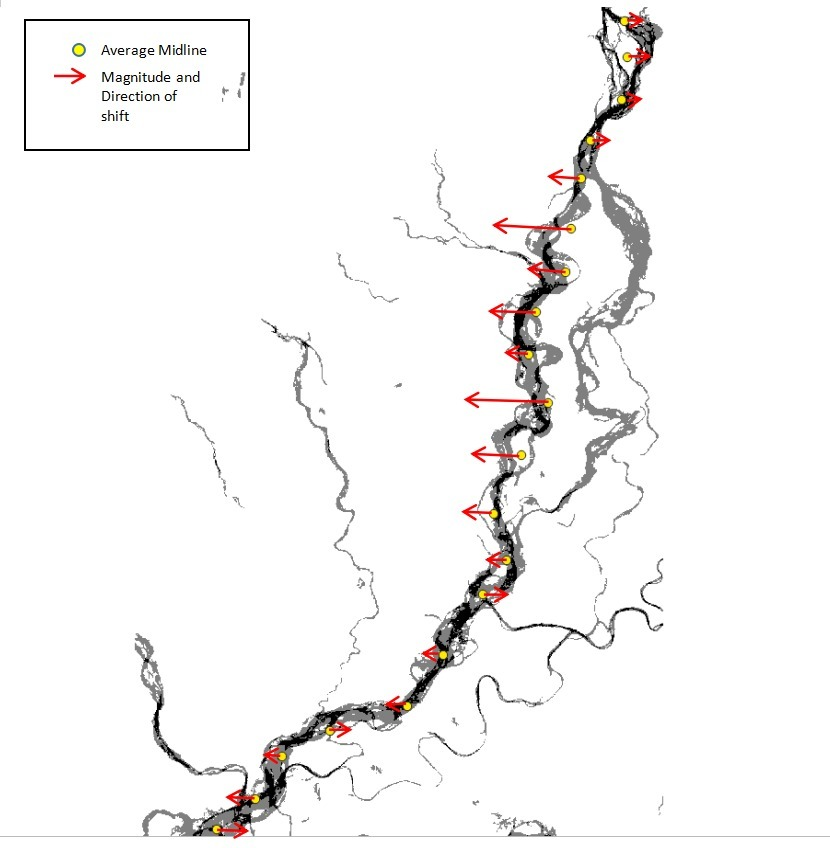 Average Midline
Magnitude and
Direction of
shift